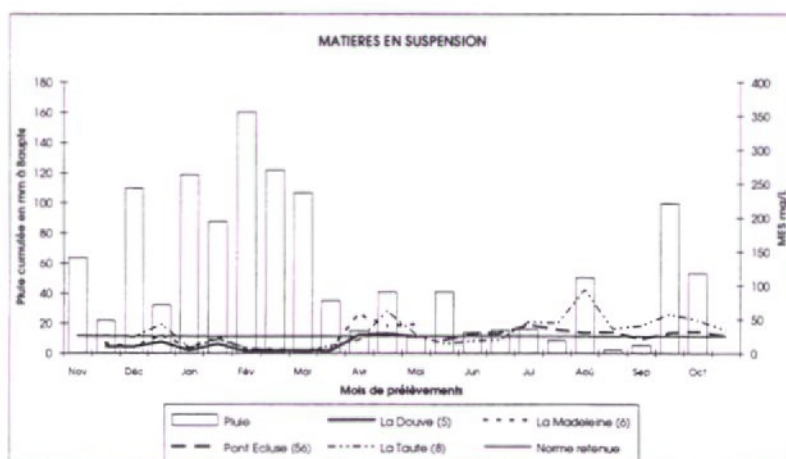 MATIERES EN SUSPENSION
Pluie cumulée en mm à Baupte
180
160
140
120
100
80
60
40
20
0
400
350
300
250
200
150
100
50
0
MES mg/L
Nov Déc Jan Fév Mar Avr Mai Jun Jul Aoû Sep Oct
Mois de prélèvements
Pluie La Douve (5) La Madeleine (6)
Pont Ecluse (56) La Taute (8) Norme retenue